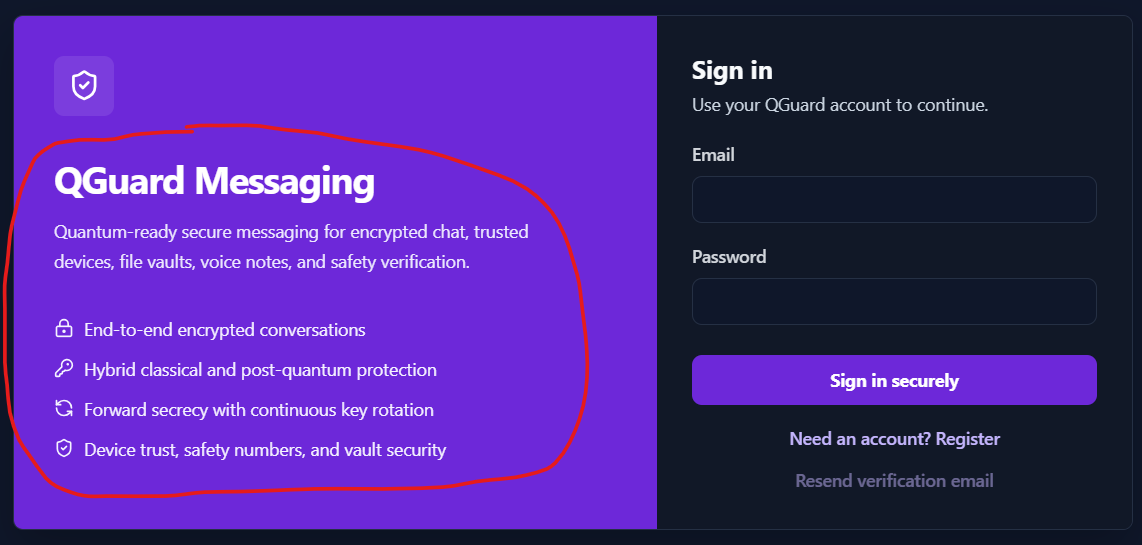 QGuard Messaging
Quantum-ready secure messaging for encrypted chat, trusted
devices, file vaults, voice notes, and safety verification.
End-to-end encrypted conversations
Hybrid classical and post-quantum protection
Forward secrecy with continuous key rotation
Device trust, safety numbers, and vault security
Sign in
Use your QGuard account to continue.
Email
Password
Sign in securely
Need an account? Register
Resend verification email